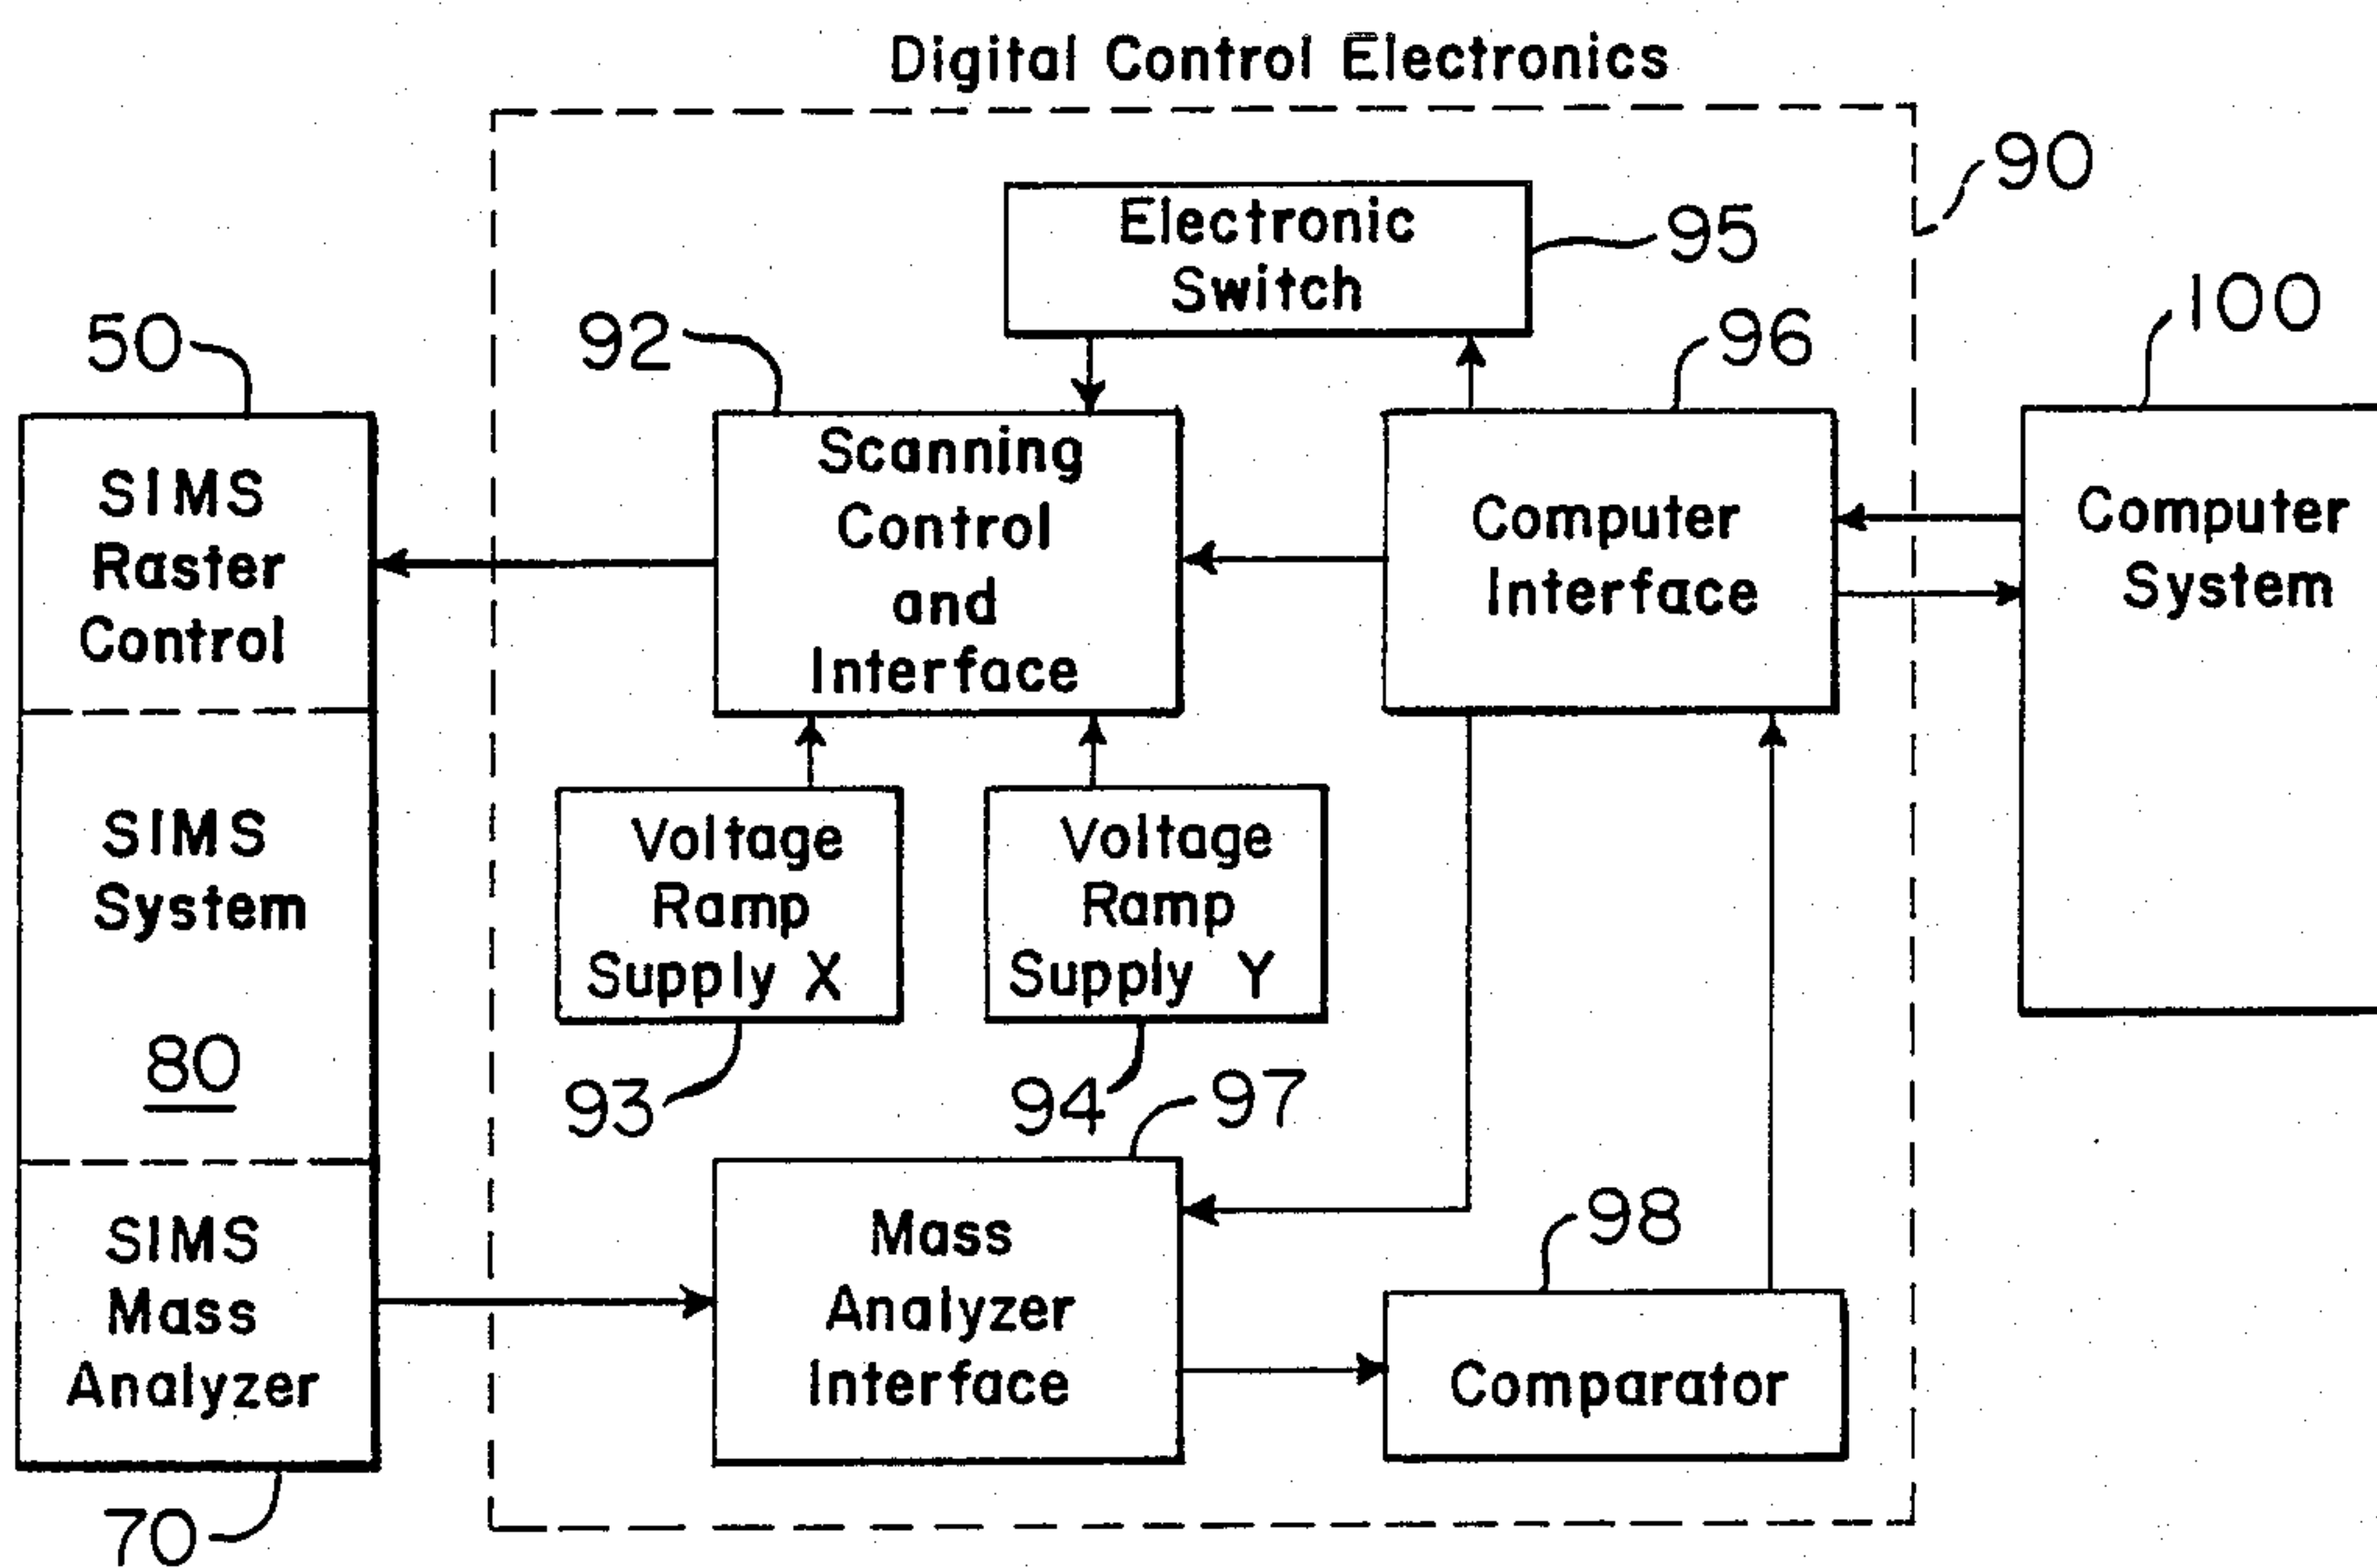 Digital Control Electronics
90
Electronic
Switch
95
50
92
96
100
SIMS
Raster
Control
Scanning
Control
and
Interface
Computer
Interface
Computer
System
SIMS
System
80
Voltage
Ramp
Supply X
Voltage
Ramp
Supply Y
93
94
97
SIMS
Mass
Analyzer
Mass
Analyzer
Interface
98
Comparator
70